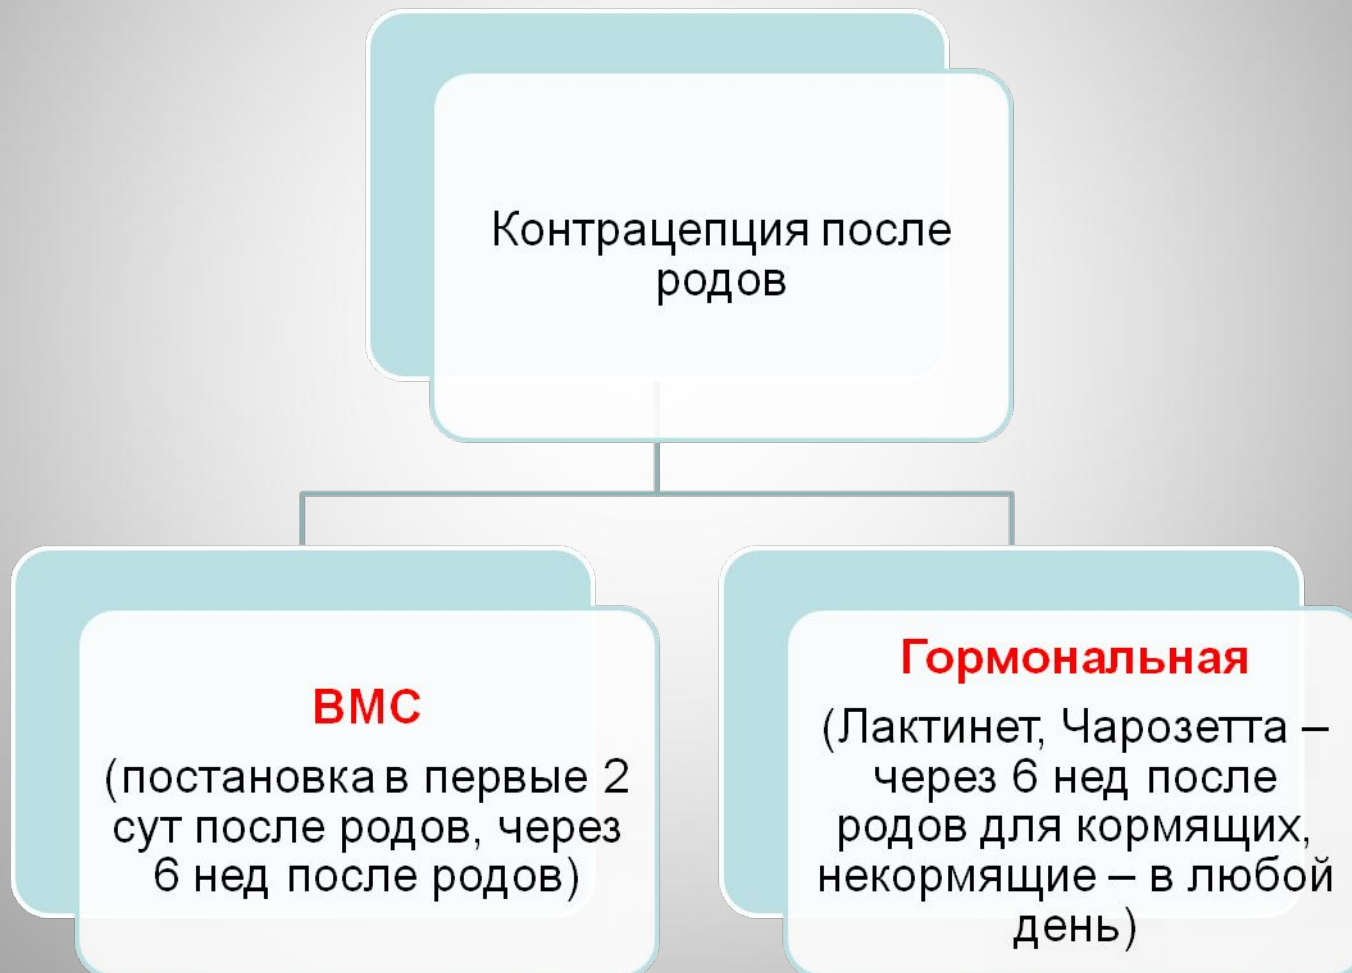 Контрацепция после
родов
ВМС
(постановка в первые 2
сут после родов, через
6 нед после родов)
Гормональная
(Лактинет, Чарозетта –
через 6 нед после
родов для кормящих,
некормящие – в любой
день)